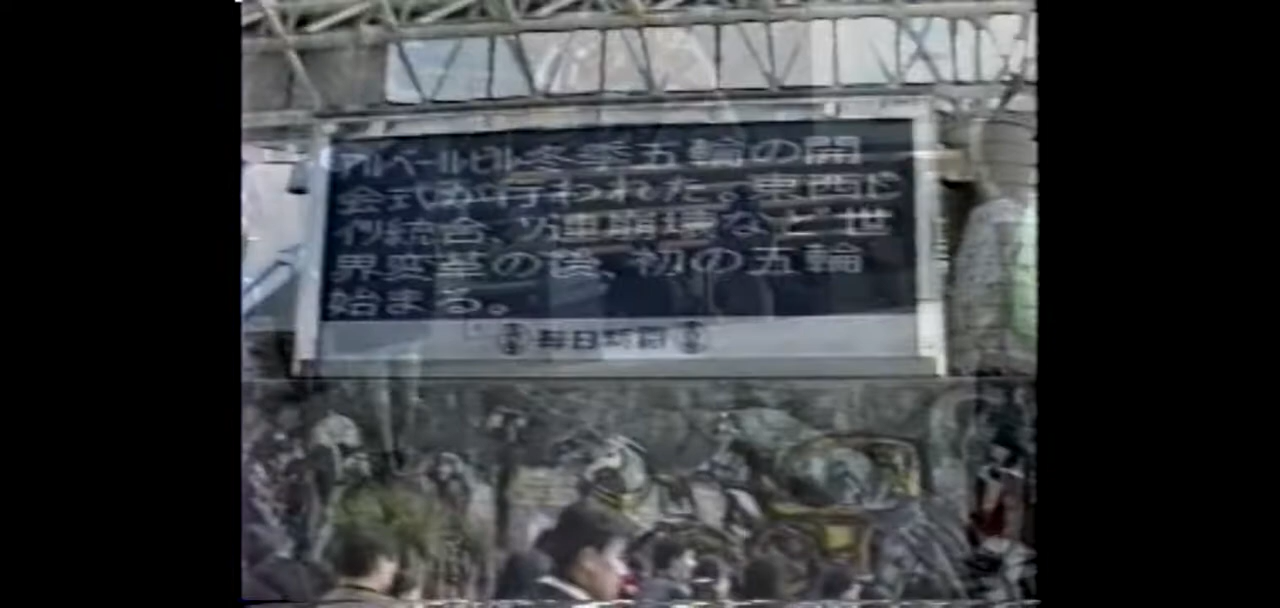 アルベールビル冬季五輪の開
会式が行われた。東西ド
イツ統合、ソ連崩壊など世
界変革の後、初の五輪
始まる。
毎日新聞